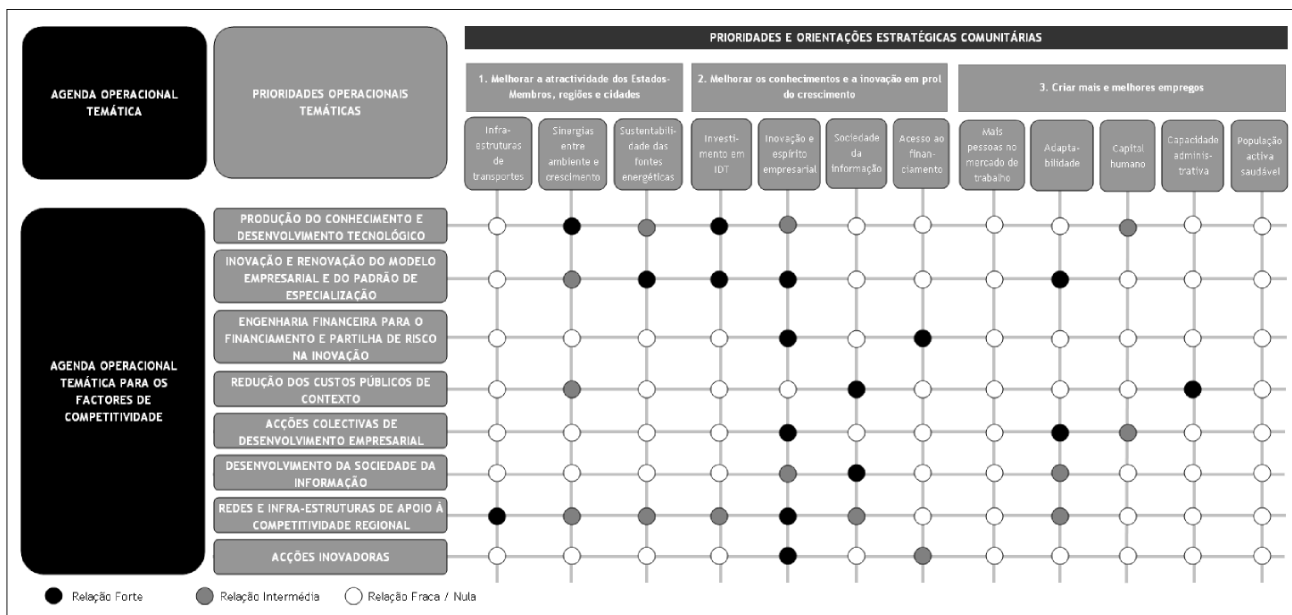 PRIORIDADES E ORIENTAÇÕES ESTRATÉGICAS COMUNITÁRIAS
AGENDA OPERACIONAL
TEMÁTICA
PRIORIDADES OPERACIONAIS
TEMÁTICAS
1. Melhorar a atractividade dos Estados-
Membros, regiões e cidades
2. Melhorar os conhecimentos e a inovação em prol
do crescimento
3. Criar mais e melhores empregos
Infra-
estruturas
de
transportes
Sinergias
entre
ambiente e
crescimento
Sustentabili-
dade das
fontes
energéticas
Investi-
mento em
IDT
Inovação e
espírito
empresarial
Sociedade
da
informação
Acesso ao
finan-
ciamento
Mais
pessoas no
mercado de
trabalho
Adapta-
bilidade
Capital
humano
Capacidade
adminis-
trativa
População
activa
saudável
AGENDA OPERACIONAL
TEMÁTICA PARA OS
FACTORES DE
COMPETITIVIDADE
PRODUÇÃO DO CONHECIMENTO E
DESENVOLVIMENTO TECNOLÓGICO
INOVAÇÃO E RENOVAÇÃO DO MODELO
EMPRESARIAL E DO PADRÃO DE
ESPECIALIZAÇÃO
ENGENHARIA FINANCEIRA PARA O
FINANCIAMENTO E PARTILHA DE RISCO
NA INOVAÇÃO
REDUÇÃO DOS CUSTOS PÚBLICOS DE
CONTEXTO
ACÇÕES COLECTIVAS DE
DESENVOLVIMENTO EMPRESARIAL
DESENVOLVIMENTO DA SOCIEDADE DA
INFORMAÇÃO
REDES E INFRA-ESTRUTURAS DE APOIO À
COMPETITIVIDADE REGIONAL
ACÇÕES INOVADORAS
Relação Forte
Relação Intermédia
Relação Fraca / Nula